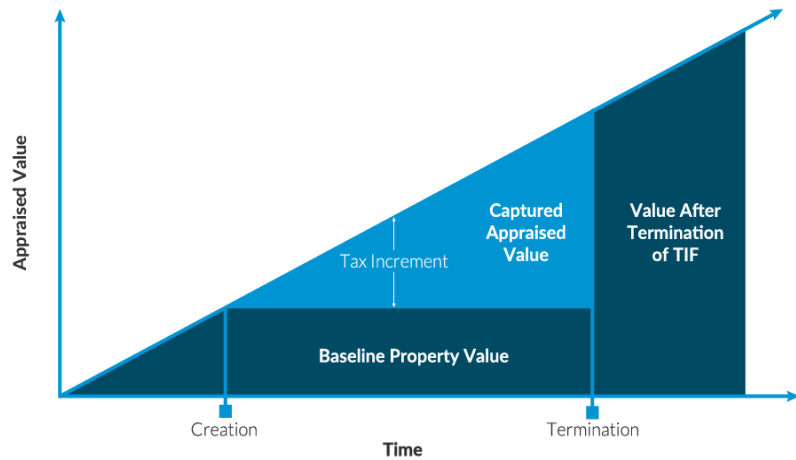 Appraised Value
Captured
Appraised
Value
Value After
Termination
of TIF
Tax Increment
Baseline Property Value
Creation
Termination
Time